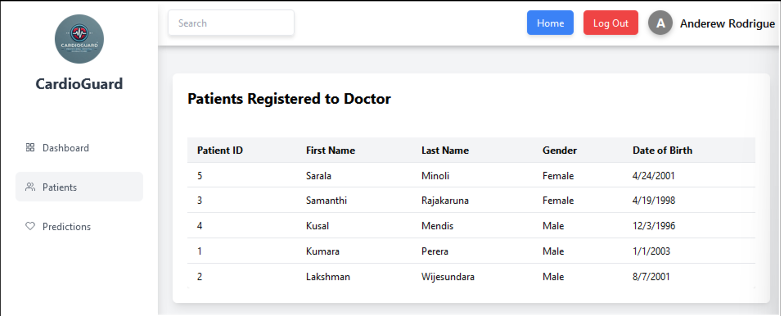 CARDIOGUARD
CardioGuard
Dashboard
Patients
Predictions
Search
Home
Log Out
A
Anderew Rodrigue
Patients Registered to Doctor
Patient ID First Name Last Name Gender Date of Birth
5 Sarala Minoli Female 4/24/2001
3 Samanthi Rajakaruna Female 4/19/1998
4 Kusal Mendis Male 12/3/1996
1 Kumara Perera Male 1/1/2003
2 Lakshman Wijesundara Male 8/7/2001